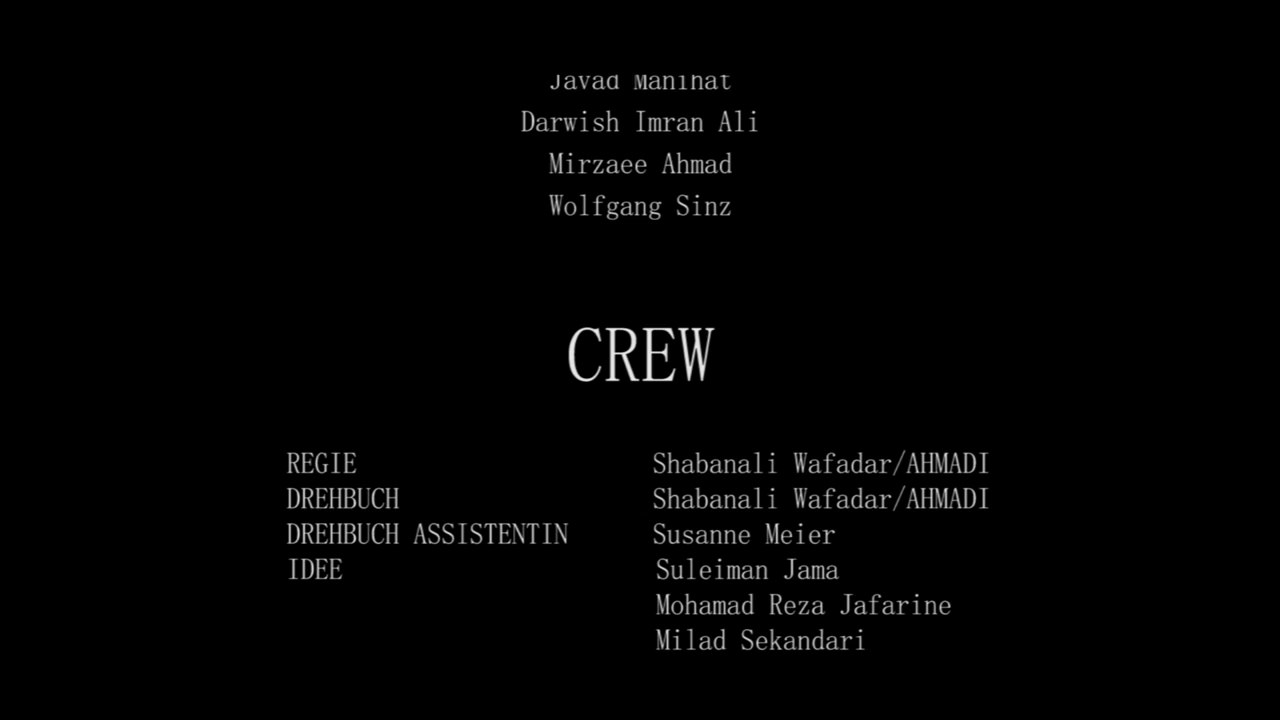 Javad Manihat
Darwish Imran Ali
Mirzaee Ahmad
Wolfgang Sinz
CREW
REGIE Shabanali Wafadar/AHMADI
DREHBUCH Shabanali Wafadar/AHMADI
DREHBUCH ASSISTENTIN Susanne Meier
IDEE Suleiman Jama
Mohamad Reza Jafarine
Milad Sekandari